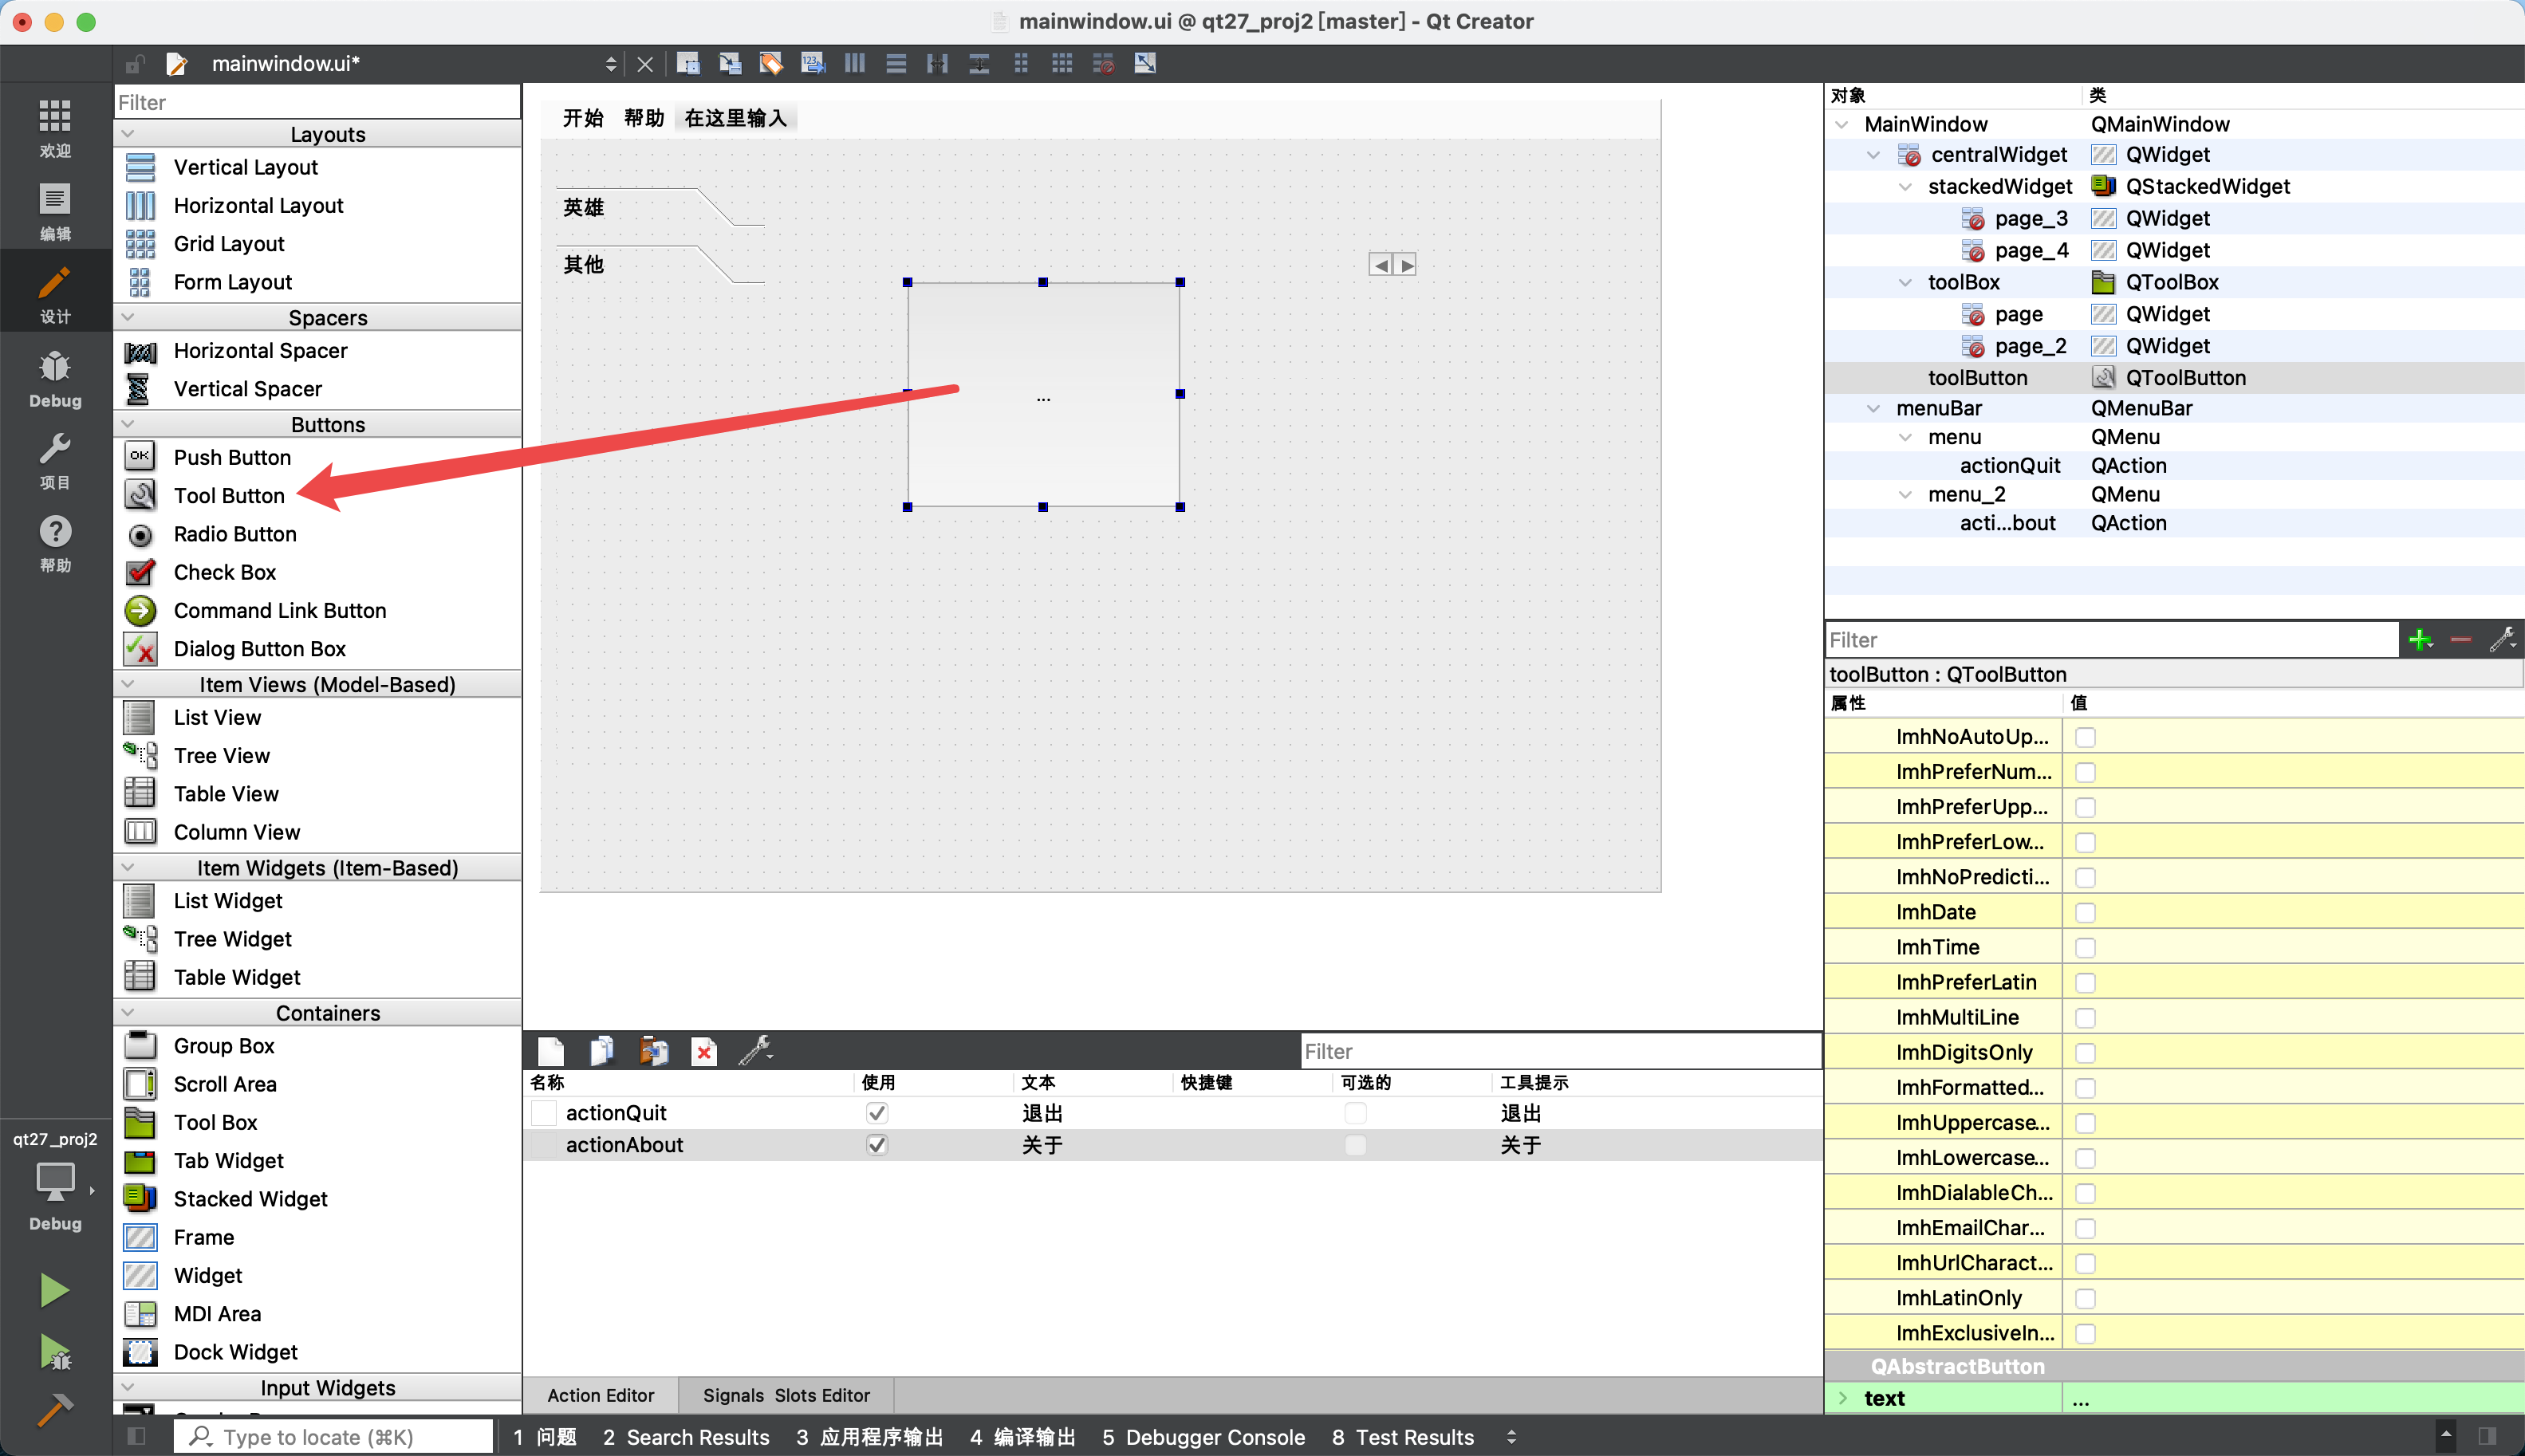 mainwindow.ui @ qt27_proj2 [master] - Qt Creator
mainwindow.ui*
欢迎
编辑
设计
Debug
项目
帮助
qt27_proj2
Debug
Filter
Layouts
Vertical Layout
Horizontal Layout
Grid Layout
Form Layout
Spacers
Horizontal Spacer
Vertical Spacer
Buttons
OK
Push Button
Tool Button
Radio Button
Check Box
Command Link Button
Dialog Button Box
Item Views (Model-Based)
List View
Tree View
Table View
Column View
Item Widgets (Item-Based)
List Widget
Tree Widget
Table Widget
Containers
Group Box
Scroll Area
Tool Box
Tab Widget
Stacked Widget
Frame
Widget
MDI Area
Dock Widget
Input Widgets
开始 帮助 在这里输入
英雄
其他
...
Filter
名称 使用 文本 快捷键 可选的 工具提示
actionQuit 退出 退出
actionAbout 关于 关于
Action Editor Signals Slots Editor
对象 类
MainWindow QMainWindow
centralWidget QWidget
stackedWidget QStackedWidget
page_3 QWidget
page_4 QWidget
toolBox QToolBox
page QWidget
page_2 QWidget
toolButton QToolButton
menuBar QMenuBar
menu QMenu
actionQuit QAction
menu_2 QMenu
acti...bout QAction
Filter
toolButton : QToolButton
属性 值
ImhNoAutoUp...
ImhPreferNum...
ImhPreferUpp...
ImhPreferLow...
ImhNoPredicti...
ImhDate
ImhTime
ImhPreferLatin
ImhMultiLine
ImhDigitsOnly
ImhFormatted...
ImhUppercase...
ImhLowercase...
ImhDialableCh...
ImhEmailChar...
ImhUrlCharact...
ImhLatinOnly
ImhExclusiveIn...
QAbstractButton
text ...
Type to locate (⌘K) 1 问题 2 Search Results 3 应用程序输出 4 编译输出 5 Debugger Console 8 Test Results